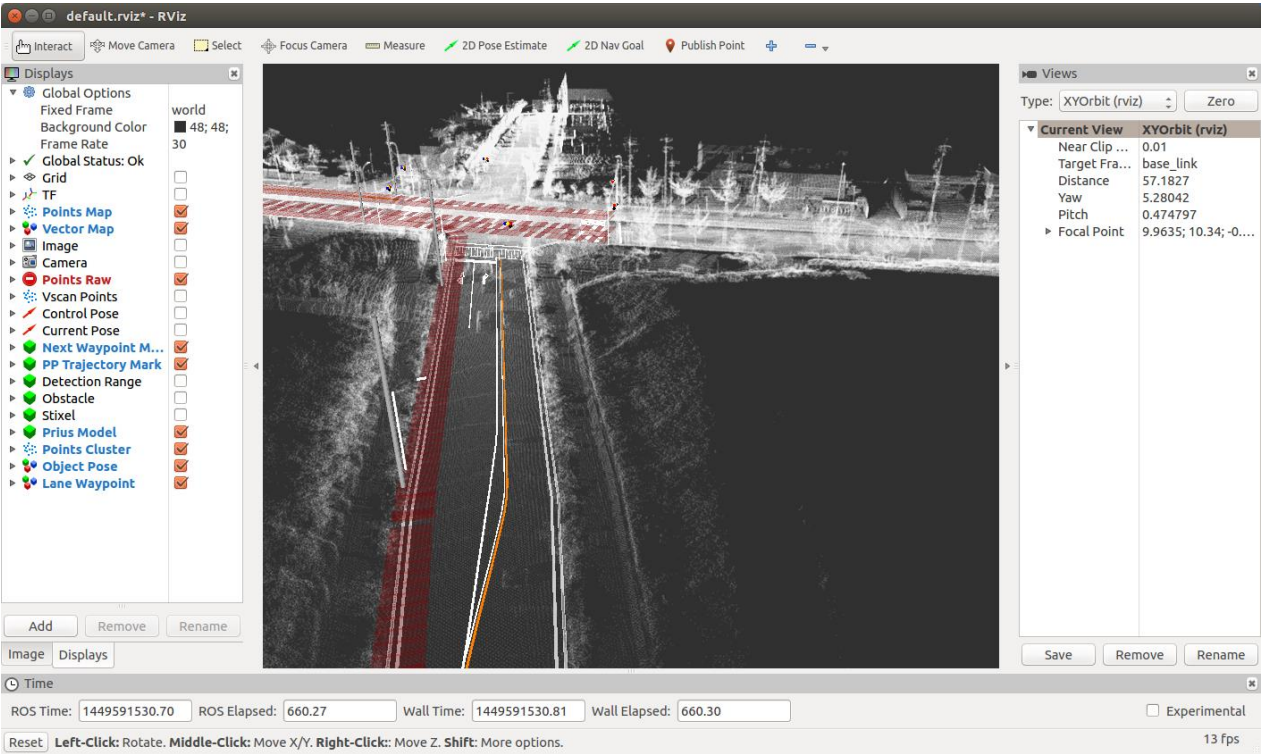 default.rviz* - RViz
Interact Move Camera Select Focus Camera Measure 2D Pose Estimate 2D Nav Goal Publish Point
Displays
Global Options
Fixed Frame world
Background Color 48; 48;
Frame Rate 30
Global Status: Ok
Grid
TF
Points Map
Vector Map
Image
Camera
Points Raw
Vscan Points
Control Pose
Current Pose
Next Waypoint M...
PP Trajectory Mark
Detection Range
Obstacle
Stixel
Prius Model
Points Cluster
Object Pose
Lane Waypoint
Add Remove Rename
Image Displays
Views
Type: XYOrbit (rviz) Zero
Current View XYOrbit (rviz)
Near Clip ... 0.01
Target Fra... base_link
Distance 57.1827
Yaw 5.28042
Pitch 0.474797
Focal Point 9.9635; 10.34; -0....
Save Remove Rename
Time
ROS Time: 1449591530.70 ROS Elapsed: 660.27 Wall Time: 1449591530.81 Wall Elapsed: 660.30 Experimental
Reset Left-Click: Rotate. Middle-Click: Move X/Y. Right-Click:: Move Z. Shift: More options. 13 fps